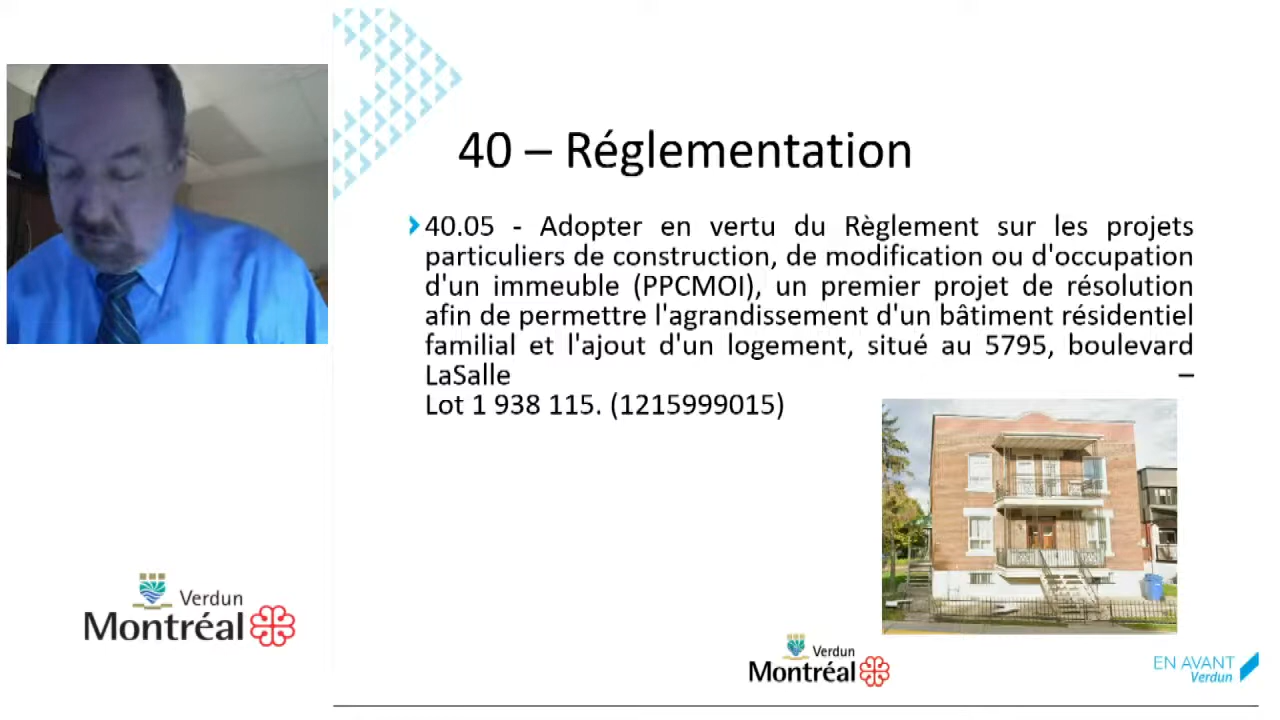 40 – Réglementation
40.05 - Adopter en vertu du Règlement sur les projets
particuliers de construction, de modification ou d'occupation
d'un immeuble (PPCMOI), un premier projet de résolution
afin de permettre l'agrandissement d'un bâtiment résidentiel
familial et l'ajout d'un logement, situé au 5795, boulevard
LaSalle –
Lot 1 938 115. (1215999015)
Verdun
Montréal
Verdun
Montréal
EN AVANT
Verdun